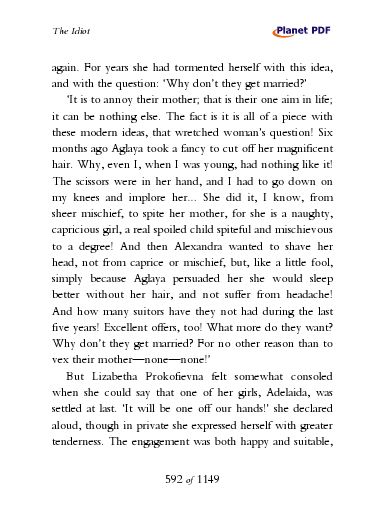 The Idiot
Planet PDF
again. For years she had tormented herself with this idea,
and with the question: ‘Why don’t they get married?’
‘It is to annoy their mother; that is their one aim in life;
it can be nothing else. The fact is it is all of a piece with
these modern ideas, that wretched woman’s question! Six
months ago Aglaya took a fancy to cut off her magnificent
hair. Why, even I, when I was young, had nothing like it!
The scissors were in her hand, and I had to go down on
my knees and implore her... She did it, I know, from
sheer mischief, to spite her mother, for she is a naughty,
capricious girl, a real spoiled child spiteful and mischievous
to a degree! And then Alexandra wanted to shave her
head, not from caprice or mischief, but, like a little fool,
simply because Aglaya persuaded her she would sleep
better without her hair, and not suffer from headache!
And how many suitors have they not had during the last
five years! Excellent offers, too! What more do they want?
Why don’t they get married? For no other reason than to
vex their mother—none—none!’
But Lizabetha Prokofievna felt somewhat consoled
when she could say that one of her girls, Adelaida, was
settled at last. ‘It will be one off our hands!’ she declared
aloud, though in private she expressed herself with greater
tenderness. The engagement was both happy and suitable,
592 of 1149